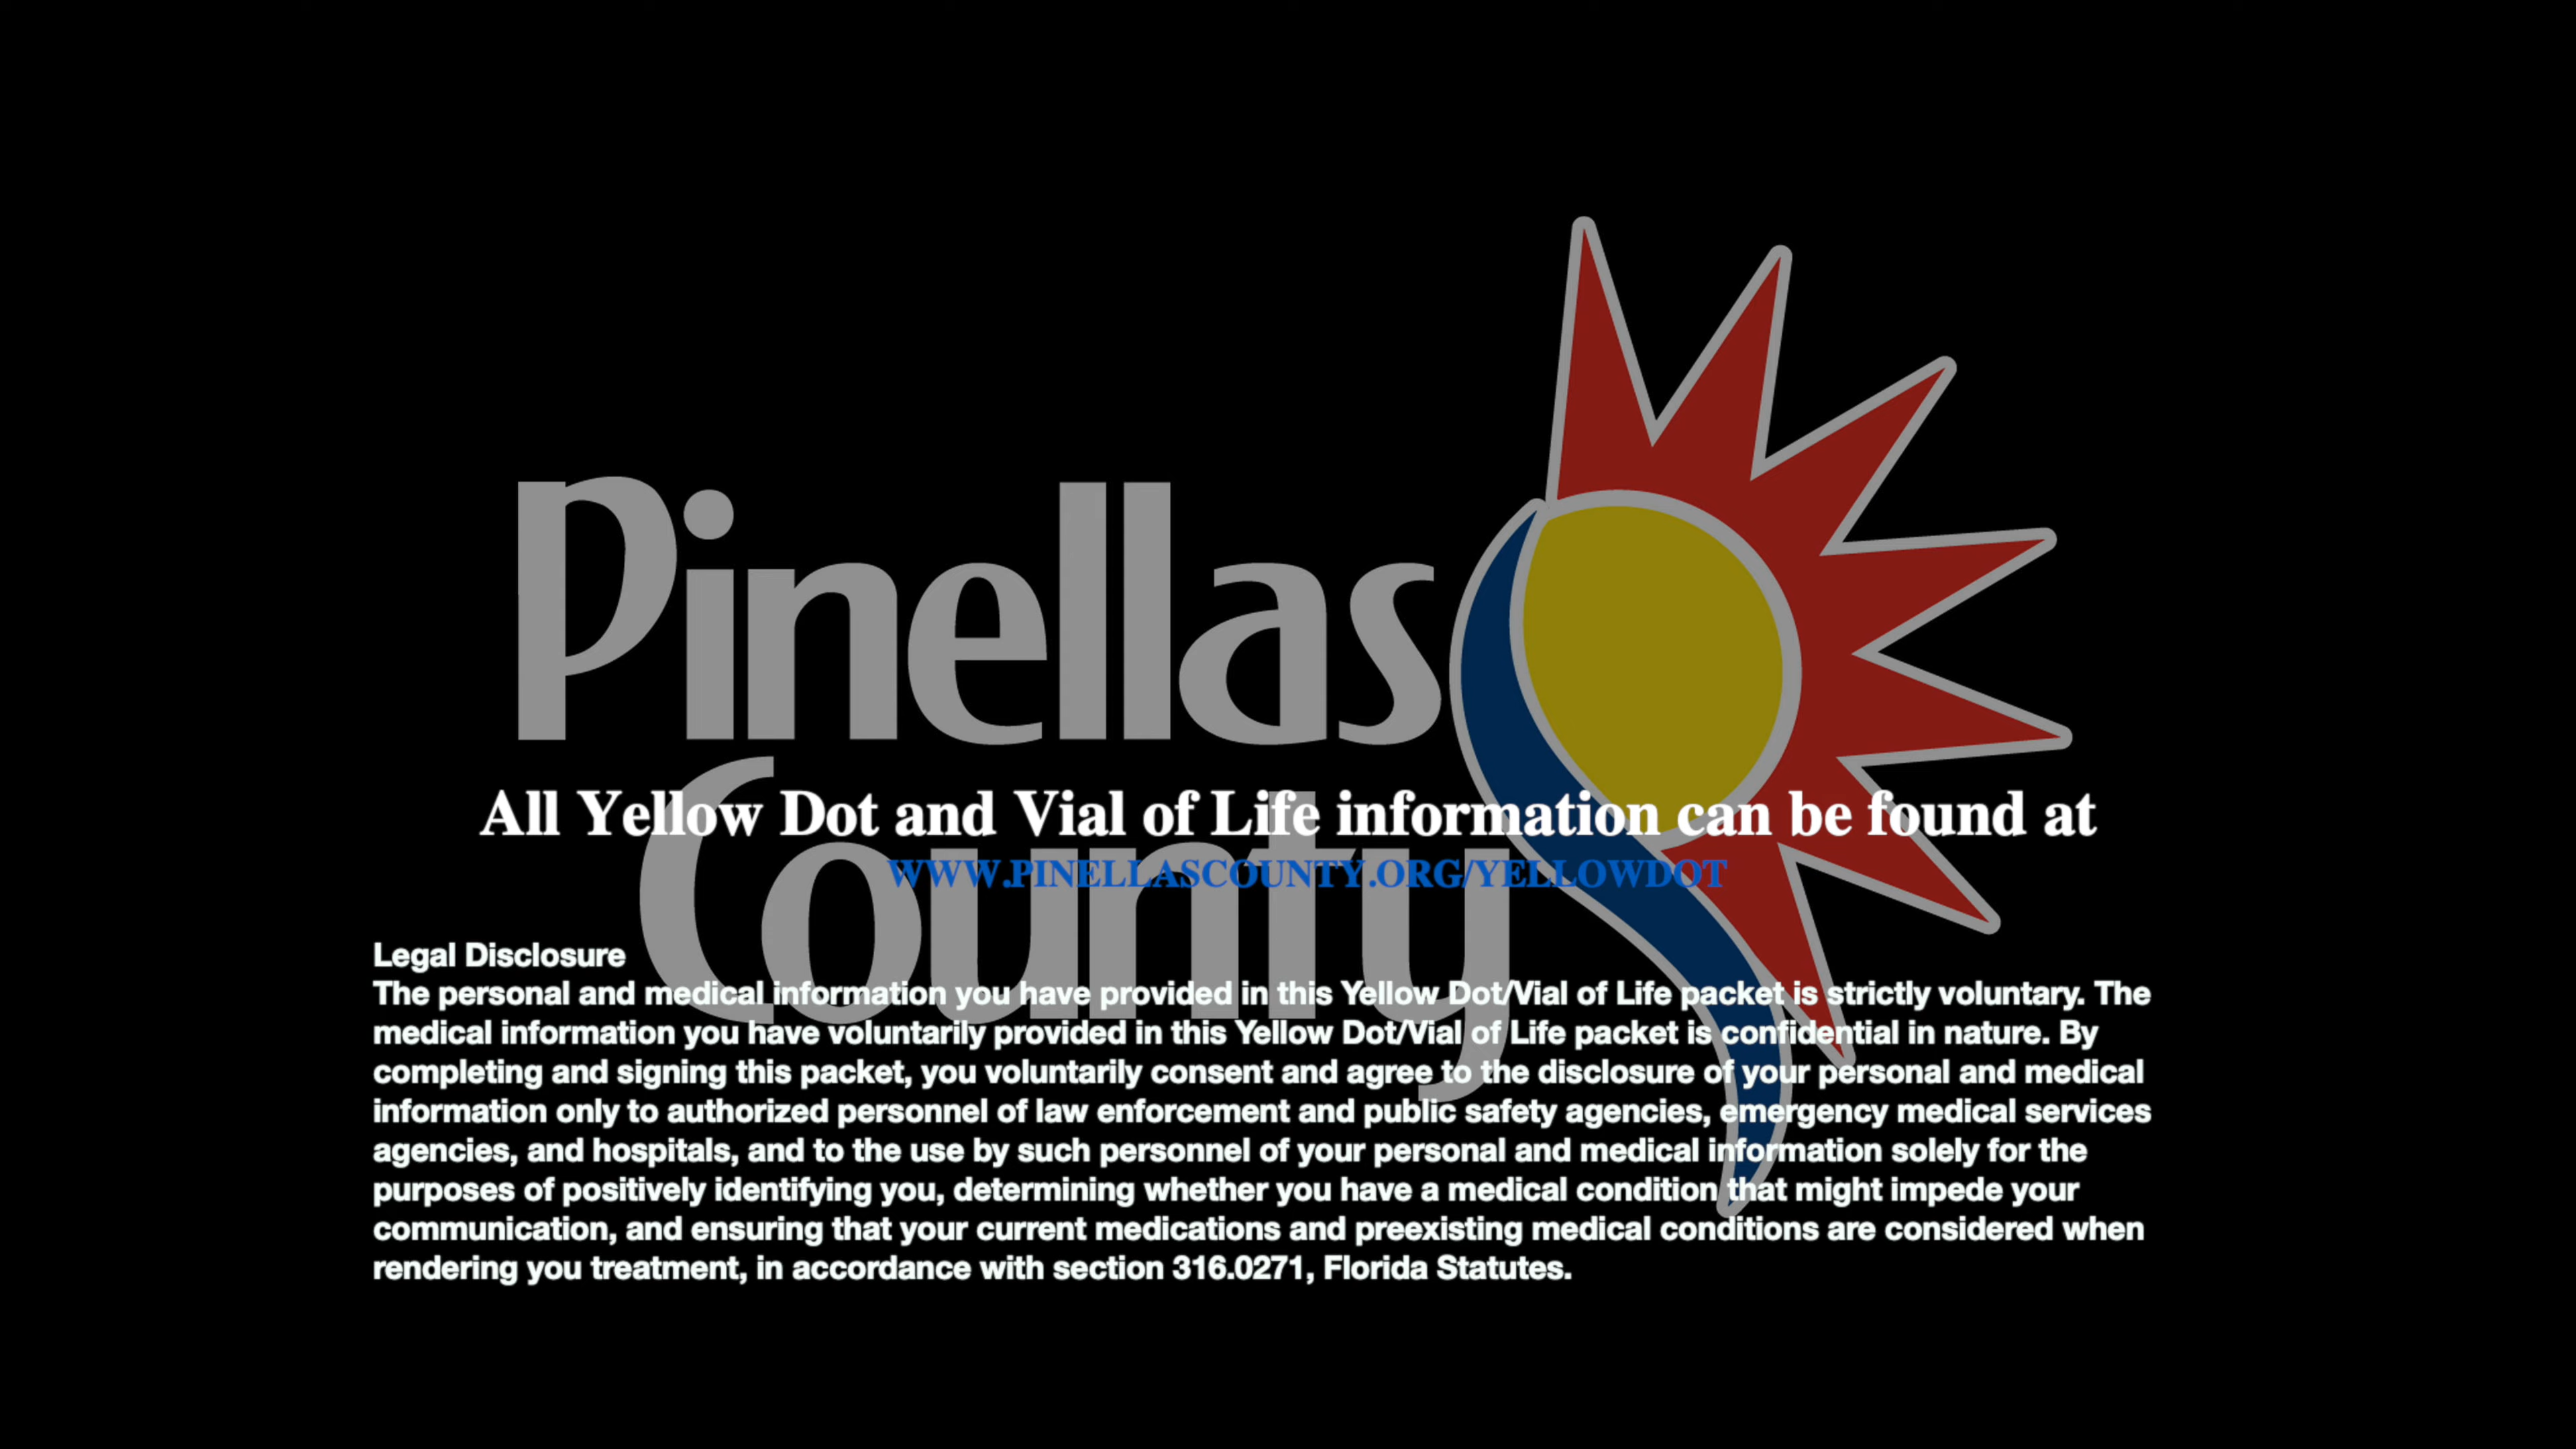 Pinellas
County
All Yellow Dot and Vial of Life information can be found at
WWW.PINELLASCOUNTY.ORG/YELLOWDOT
Legal Disclosure
The personal and medical information you have provided in this Yellow Dot/Vial of Life packet is strictly voluntary. The
medical information you have voluntarily provided in this Yellow Dot/Vial of Life packet is confidential in nature. By
completing and signing this packet, you voluntarily consent and agree to the disclosure of your personal and medical
information only to authorized personnel of law enforcement and public safety agencies, emergency medical services
agencies, and hospitals, and to the use by such personnel of your personal and medical information solely for the
purposes of positively identifying you, determining whether you have a medical condition that might impede your
communication, and ensuring that your current medications and preexisting medical conditions are considered when
rendering you treatment, in accordance with section 316.0271, Florida Statutes.